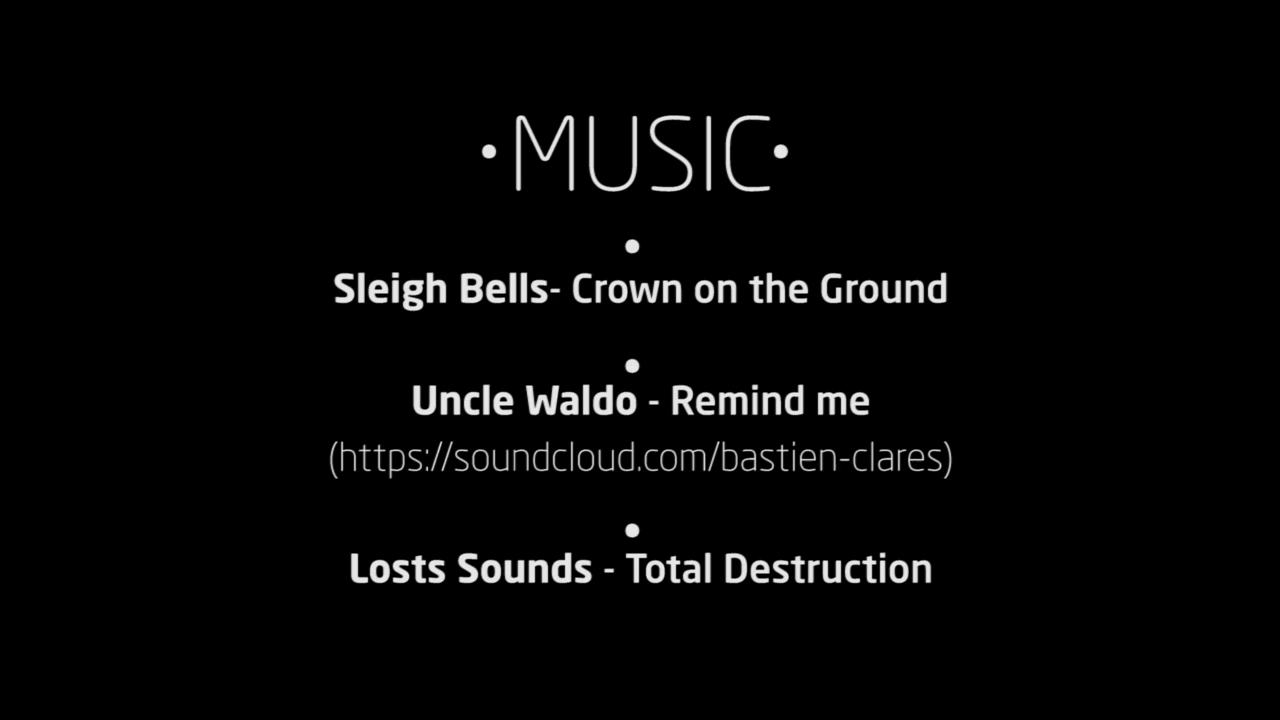 •MUSIC•
•
Sleigh Bells- Crown on the Ground
•
Uncle Waldo - Remind me
(https://soundcloud.com/bastien-clares)
•
Losts Sounds - Total Destruction